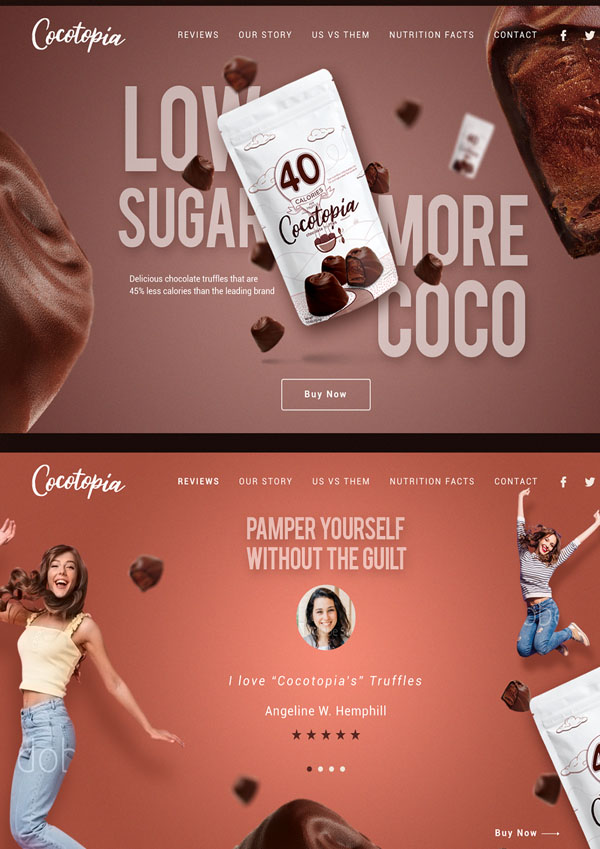 Cocotopia
REVIEWS OUR STORY US VS THEM NUTRITION FACTS CONTACT
LOW
SUGAR
MORE
COCO
40
CALORIES
Cocotopia
Delicious chocolate truffles that are
45% less calories than the leading brand
Buy Now
Cocotopia
REVIEWS OUR STORY US VS THEM NUTRITION FACTS CONTACT
PAMPER YOURSELF
WITHOUT THE GUILT
I love “Cocotopia's” Truffles
Angeline W. Hemphill
Buy Now